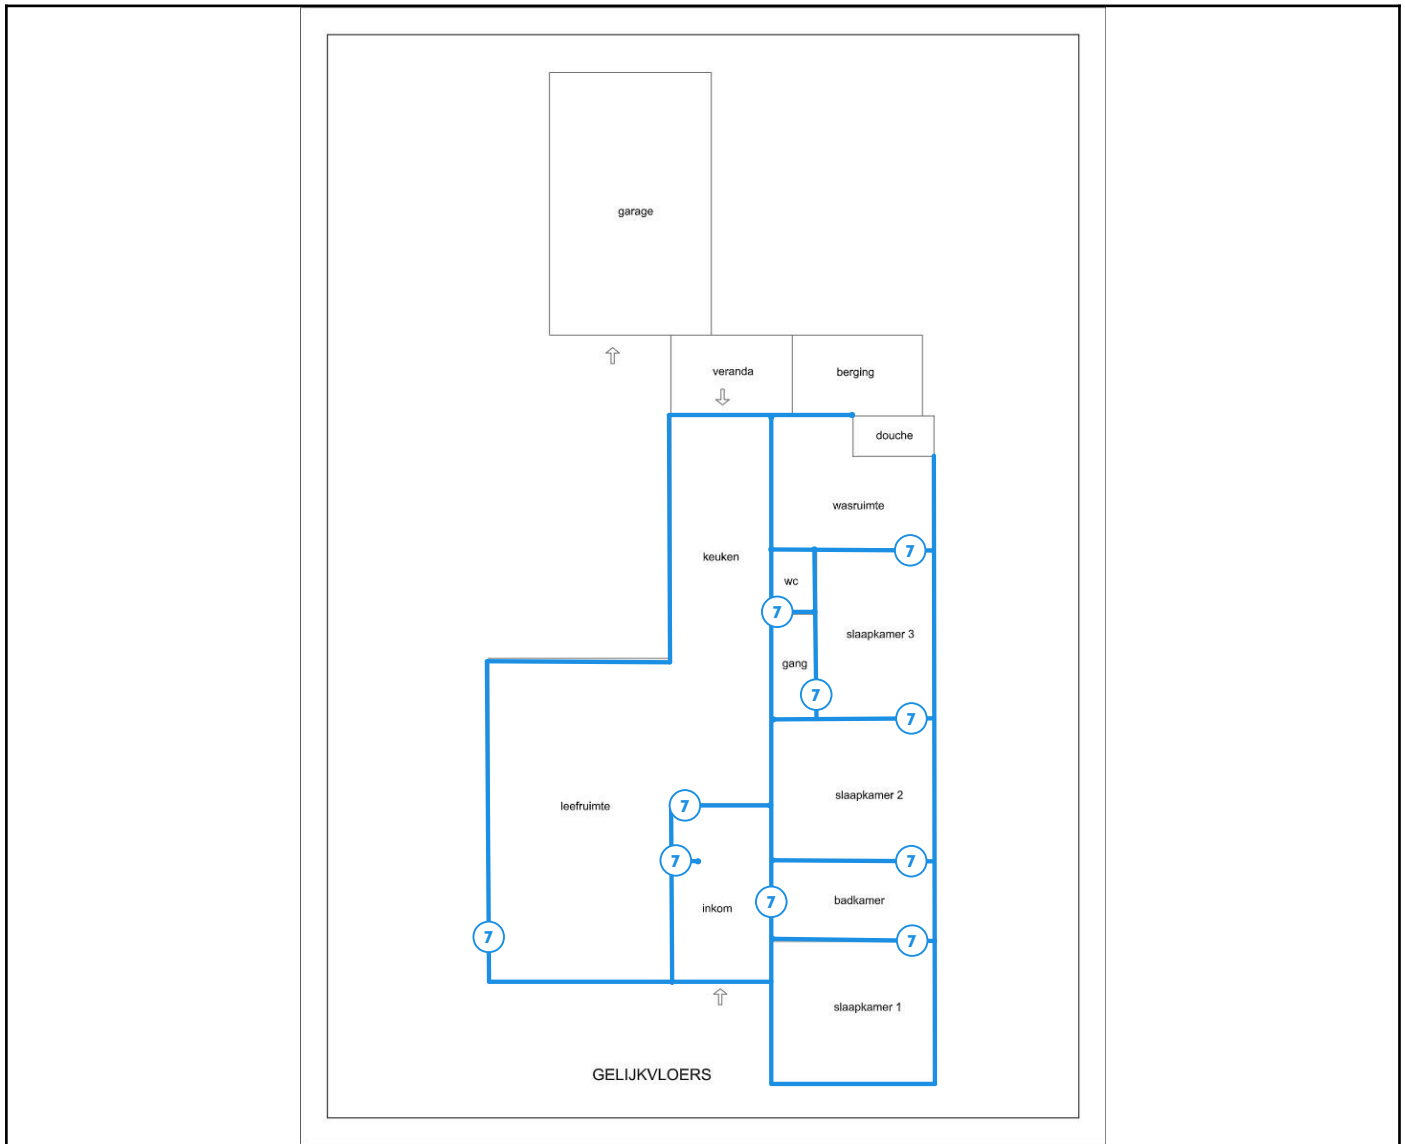 garage
veranda
berging
douche
wasruimte
7
keuken
wc
7
slaapkamer 3
gang
7
7
slaapkamer 2
leefruimte
7
7
7
badkamer
7
inkom
7
7
slaapkamer 1
GELIJKVLOERS